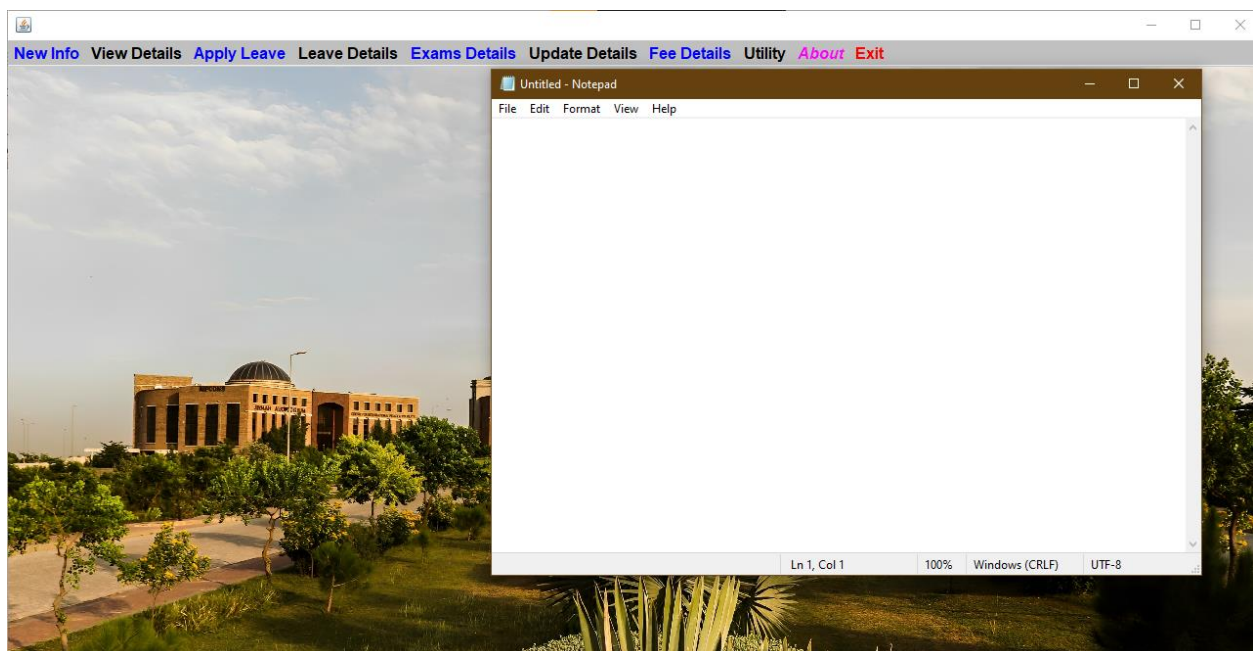 New Info View Details Apply Leave Leave Details Exams Details Update Details Fee Details Utility About Exit
Untitled - Notepad
File Edit Format View Help
Ln 1, Col 1 100% Windows (CRLF) UTF-8